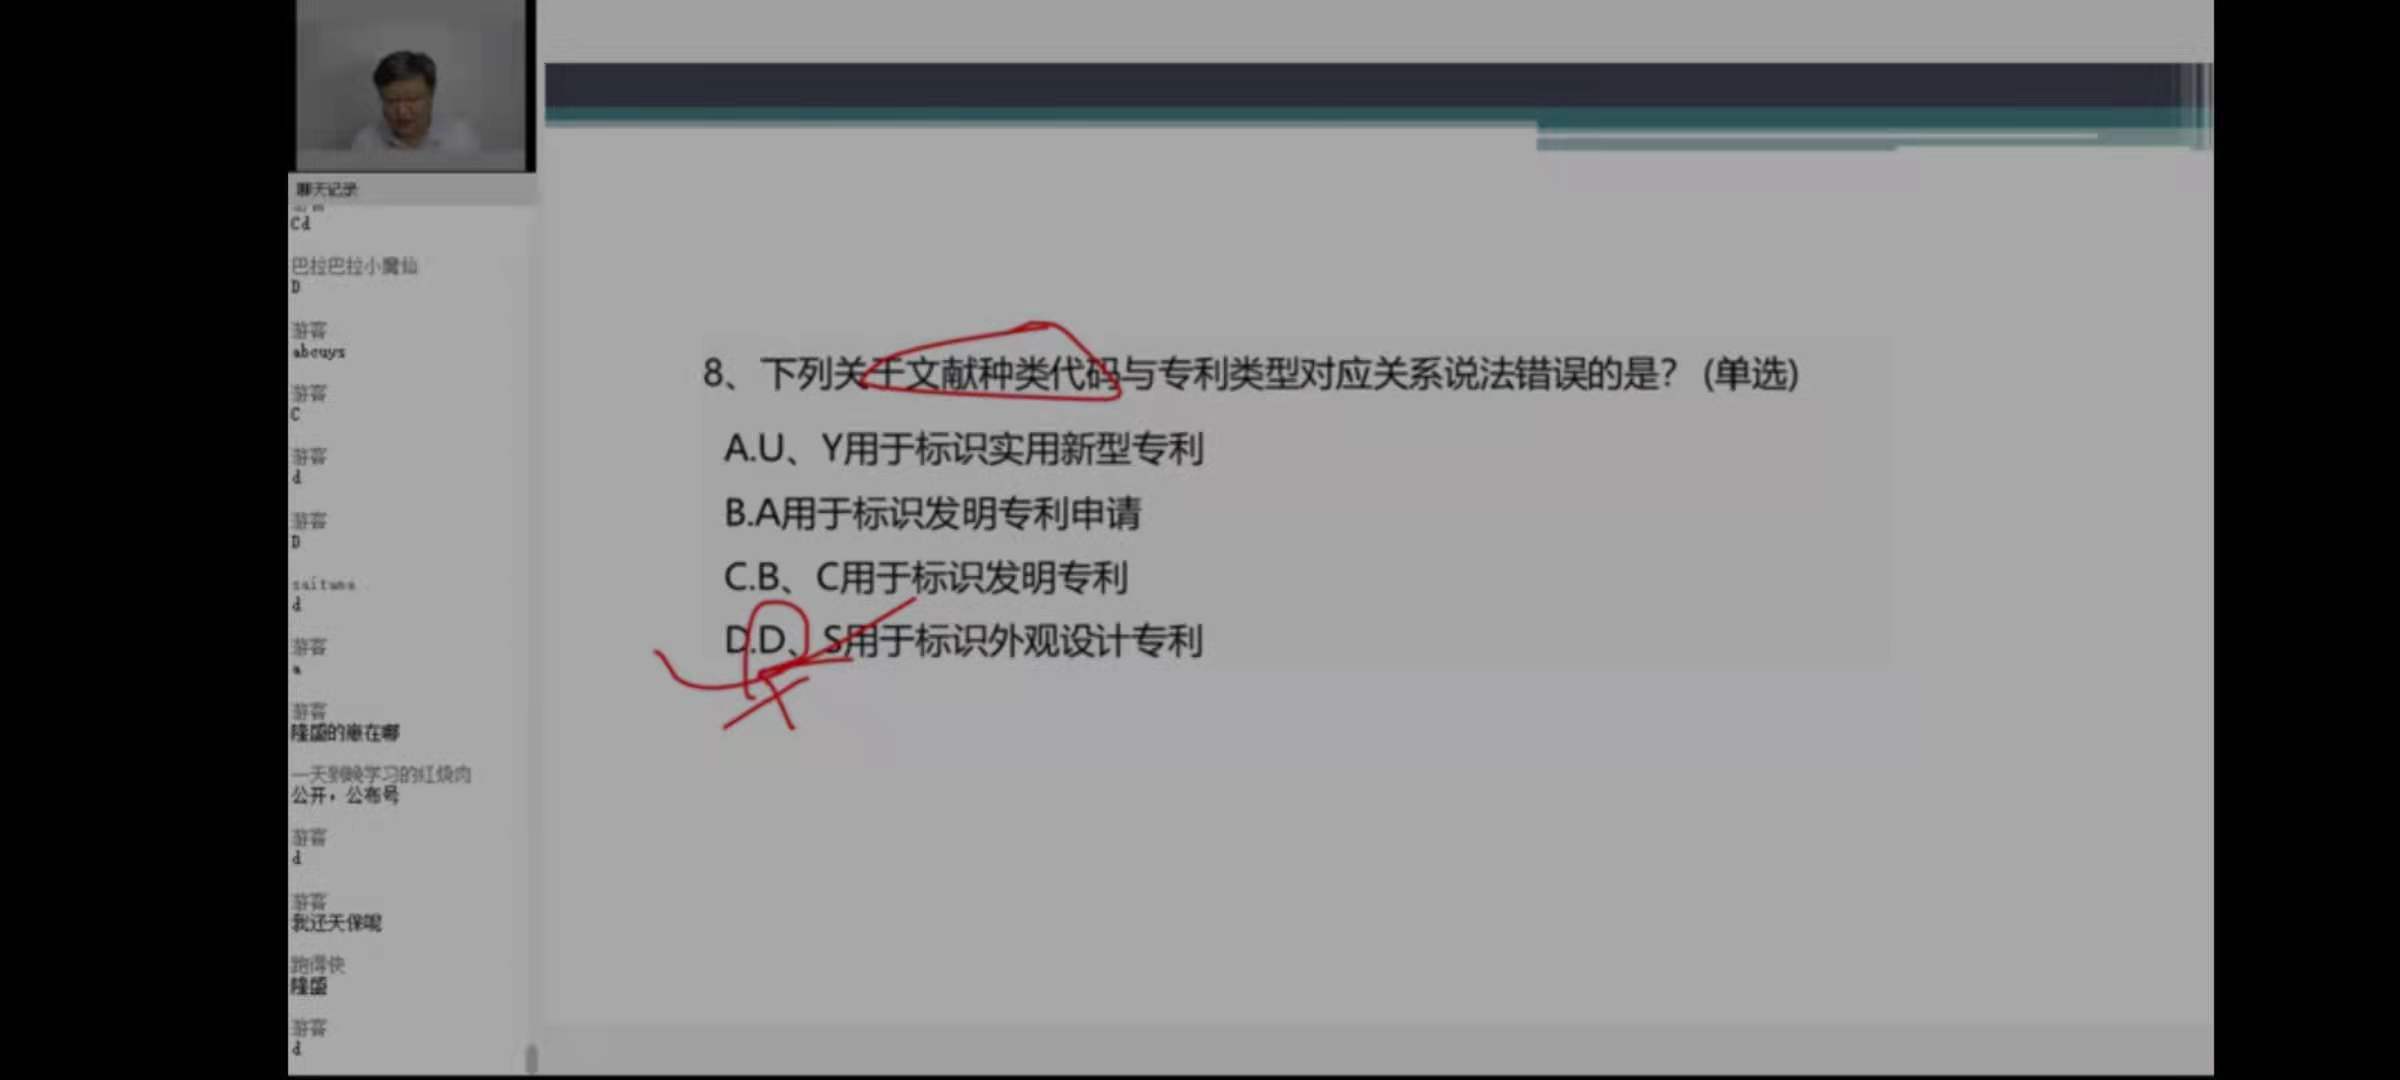 聊天记录
Cd
巴拉巴拉小魔仙
D
游客
abcuys
游客
C
游客
d
游客
D
saituna
d
游客
a
游客
隆盛的崽在哪
一天到晚学习的红烧肉
公开，公布号
游客
d
游客
我还天保呢
跑得快
隆盛
游客
d
8、下列关于文献种类代码与专利类型对应关系说法错误的是？(单选)
A.U、Y用于标识实用新型专利
B.A用于标识发明专利申请
C.B、C用于标识发明专利
D.D、S用于标识外观设计专利